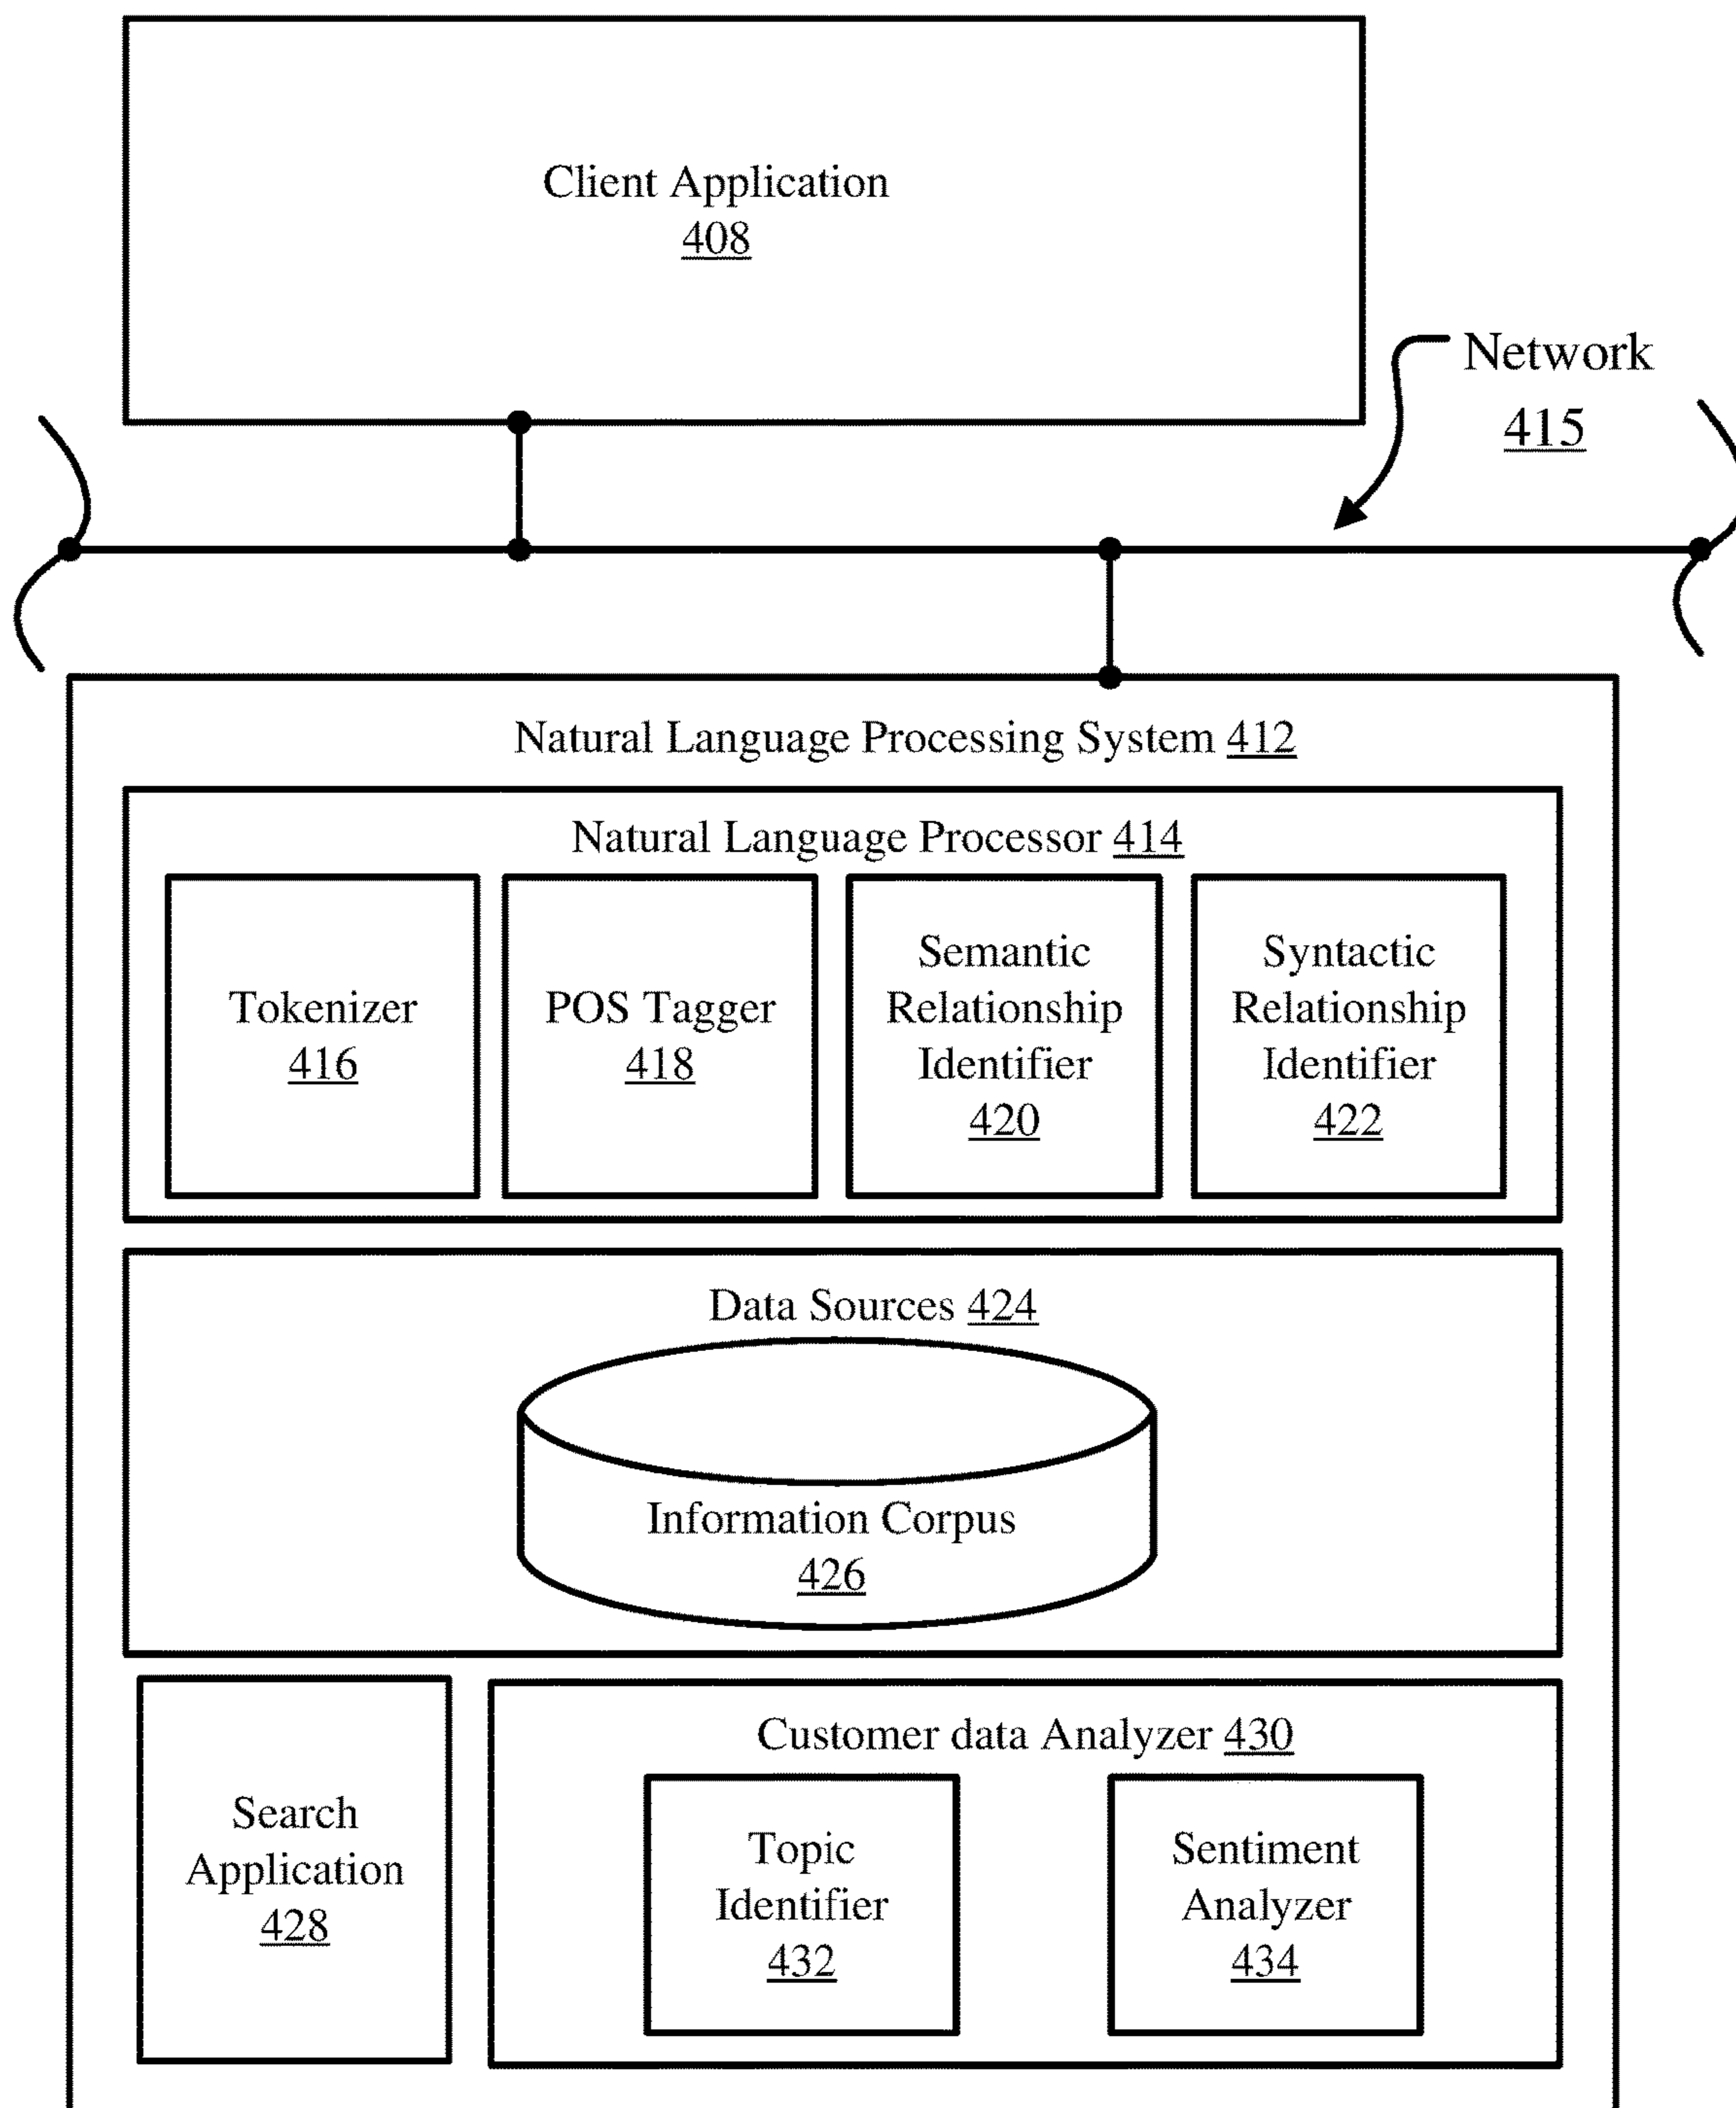 Client Application
408
Network
415
Natural Language Processing System 412
Natural Language Processor 414
Tokenizer
416
POS Tagger
418
Semantic
Relationship
Identifier
420
Syntactic
Relationship
Identifier
422
Data Sources 424
Information Corpus
426
Search
Application
428
Customer data Analyzer 430
Topic
Identifier
432
Sentiment
Analyzer
434